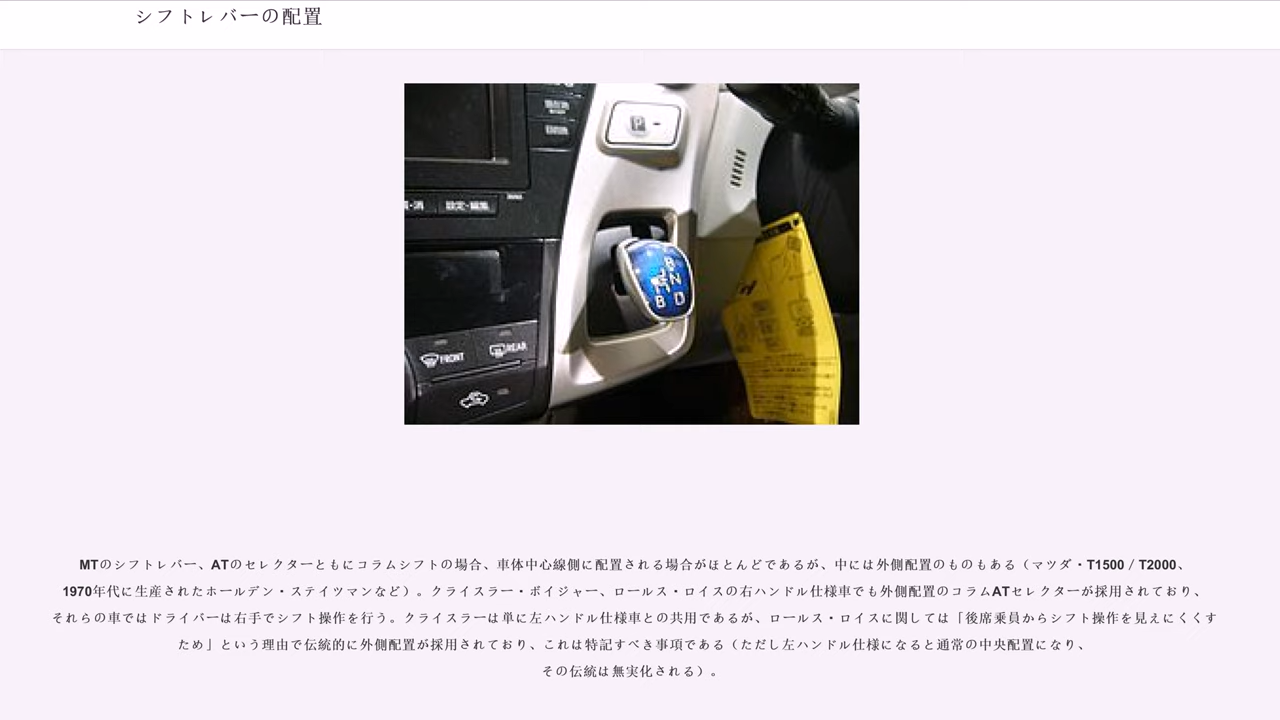 シフトレバーの配置
P
設定・編集
R
N
B D
FRONT
REAR
MTのシフトレバー、ATのセレクターともにコラムシフトの場合、車体中心線側に配置される場合がほとんどであるが、中には外側配置のものもある（マツダ・T1500 / T2000、
1970年代に生産されたホールデン・ステイツマンなど）。クライスラー・ボイジャー、ロールス・ロイスの右ハンドル仕様車でも外側配置のコラムATセレクターが採用されており、
それらの車ではドライバーは右手でシフト操作を行う。クライスラーは単に左ハンドル仕様車との共用であるが、ロールス・ロイスに関しては「後席乗員からシフト操作を見えにくくす
ため」という理由で伝統的に外側配置が採用されており、これは特記すべき事項である（ただし左ハンドル仕様になると通常の中央配置になり、
その伝統は無実化される）。